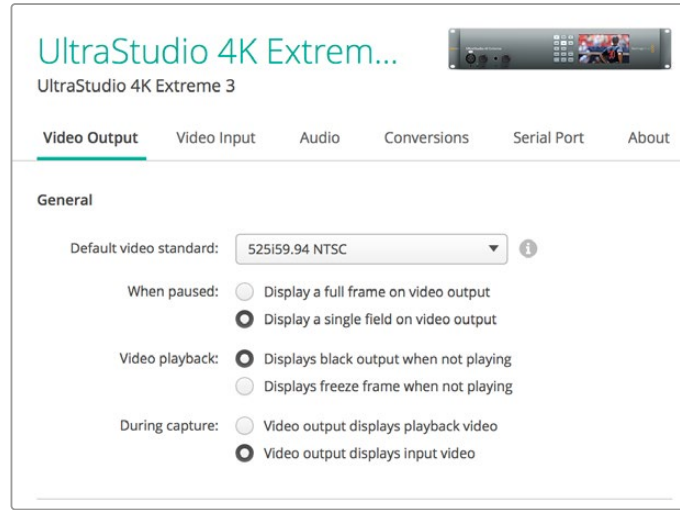 UltraStudio 4K Extrem...
UltraStudio 4K Extreme 3
Video Output Video Input Audio Conversions Serial Port About
General
Default video standard: 525i59.94 NTSC
When paused: Display a full frame on video output
Display a single field on video output
Video playback: Displays black output when not playing
Displays freeze frame when not playing
During capture: Video output displays playback video
Video output displays input video